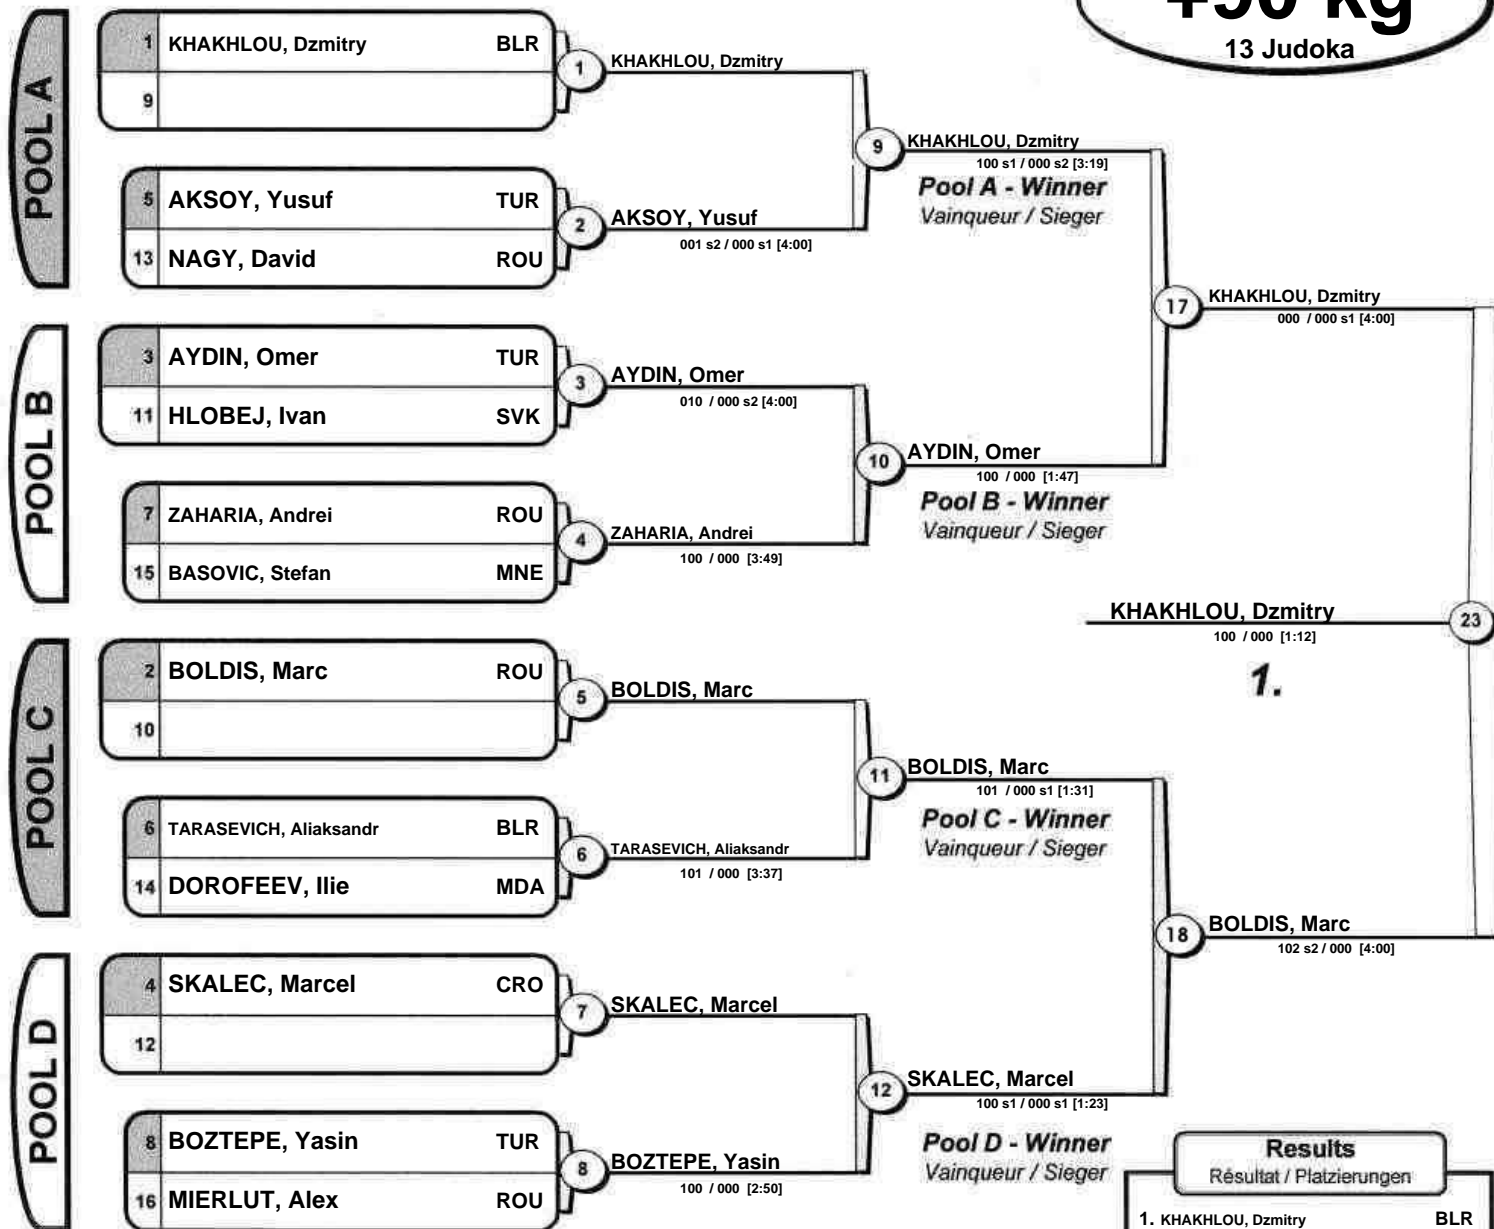 +90 kg
13 Judoka
POOL A
1 KHAKHLOU, Dzmitry BLR
9
1
KHAKHLOU, Dzmitry
5 AKSOY, Yusuf TUR
13 NAGY, David ROU
2
AKSOY, Yusuf
001 s2 / 000 s1 [4:00]
9
KHAKHLOU, Dzmitry
100 s1 / 000 s2 [3:19]
Pool A - Winner
Vainqueur / Sieger
POOL B
3 AYDIN, Omer TUR
11 HLOBEJ, Ivan SVK
3
AYDIN, Omer
010 / 000 s2 [4:00]
7 ZAHARIA, Andrei ROU
15 BASOVIC, Stefan MNE
4
ZAHARIA, Andrei
100 / 000 [3:49]
10
AYDIN, Omer
100 / 000 [1:47]
Pool B - Winner
Vainqueur / Sieger
17
KHAKHLOU, Dzmitry
000 / 000 s1 [4:00]
KHAKHLOU, Dzmitry
100 / 000 [1:12]
1.
23
POOL C
2 BOLDIS, Marc ROU
10
5
BOLDIS, Marc
6 TARASEVICH, Aliaksandr BLR
14 DOROFEEV, Ilie MDA
6
TARASEVICH, Aliaksandr
101 / 000 [3:37]
11
BOLDIS, Marc
101 / 000 s1 [1:31]
Pool C - Winner
Vainqueur / Sieger
18
BOLDIS, Marc
102 s2 / 000 [4:00]
POOL D
4 SKALEC, Marcel CRO
12
7
SKALEC, Marcel
8 BOZTEPE, Yasin TUR
16 MIERLUT, Alex ROU
8
BOZTEPE, Yasin
100 / 000 [2:50]
12
SKALEC, Marcel
100 s1 / 000 s1 [1:23]
Pool D - Winner
Vainqueur / Sieger
Results
Résultat / Platzierungen
1. KHAKHLOU, Dzmitry BLR